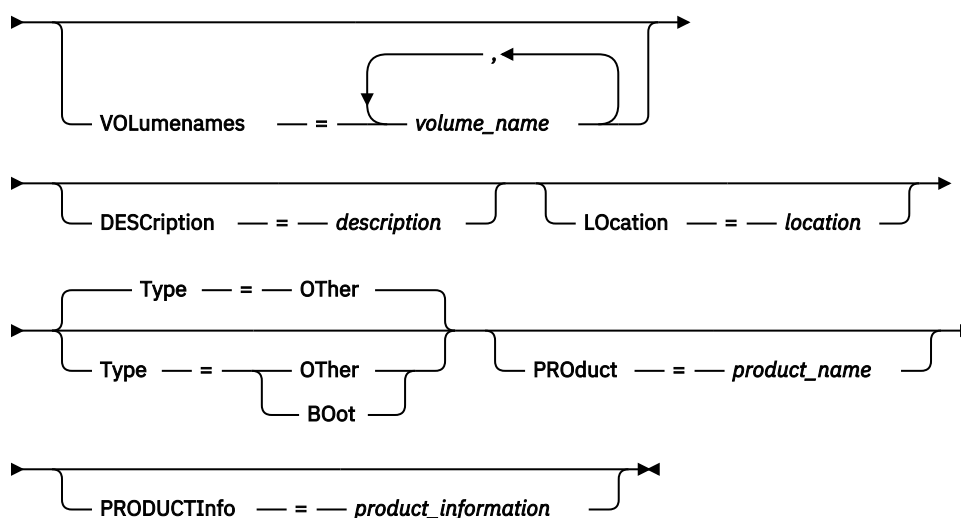 ,
VOLumenames = volume_name
DESCription = description LOcation = location
Type = OTher
Type = OTher PROduct = product_name
BOot
PRODUCTInfo = product_information